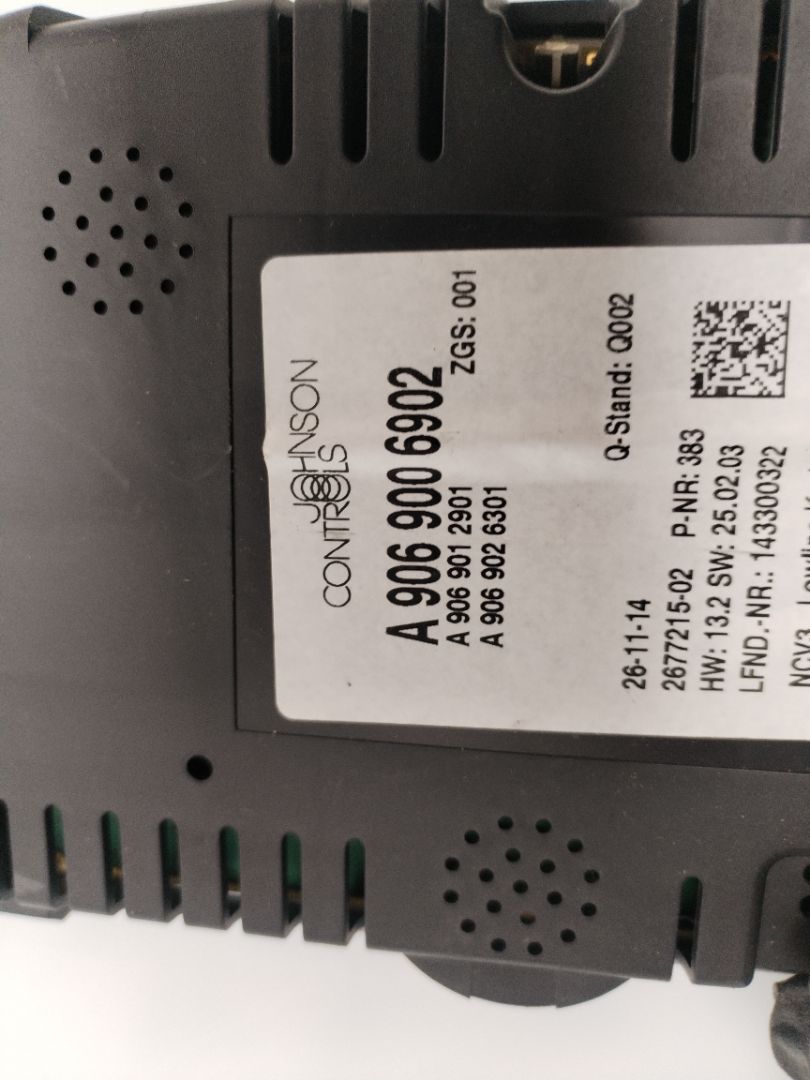 JOHNSON
CONTROLS
A 906 900 6902
A 906 901 2901 ZGS: 001
A 906 902 6301
Q-Stand: Q002
26-11-14
2677215-02 P-NR: 383
HW: 13.2 SW: 25.02.03
LFND.-NR.: 143300322
NCV3